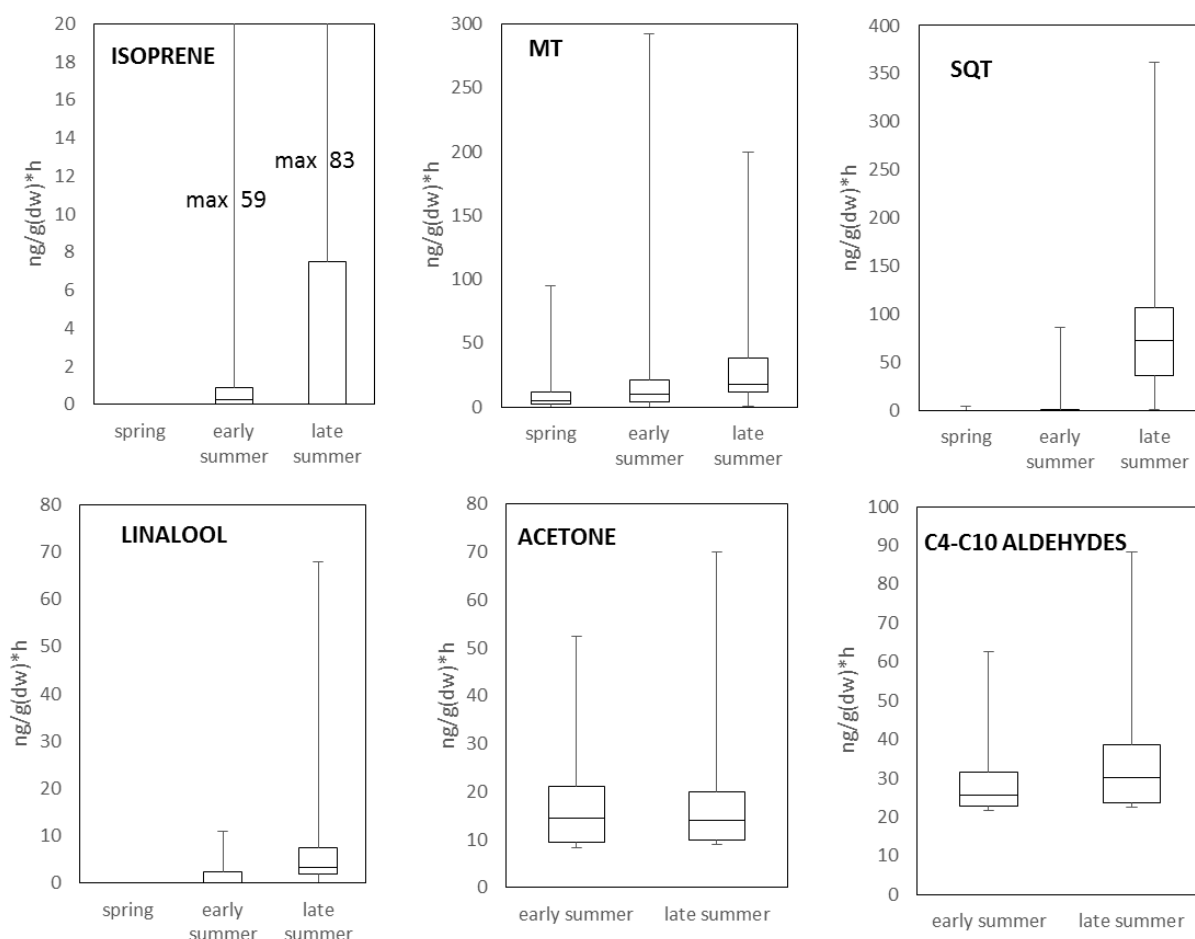 ISOPRENE
ng/g(dw)*h
20
18
16
14
12
10
8
6
4
2
0
max 59
max 83
spring
early
summer
late
summer
MT
ng/g(dw)*h
300
250
200
150
100
50
0
spring
early
summer
late
summer
SQT
ng/g(dw)*h
400
350
300
250
200
150
100
50
0
spring
early
summer
late
summer
LINALOOL
ng/g(dw)*h
80
70
60
50
40
30
20
10
0
spring
early
summer
late
summer
ACETONE
ng/g(dw)*h
80
70
60
50
40
30
20
10
0
early summer
late summer
C4-C10 ALDEHYDES
ng/g(dw)*h
100
90
80
70
60
50
40
30
20
10
0
early summer
late summer